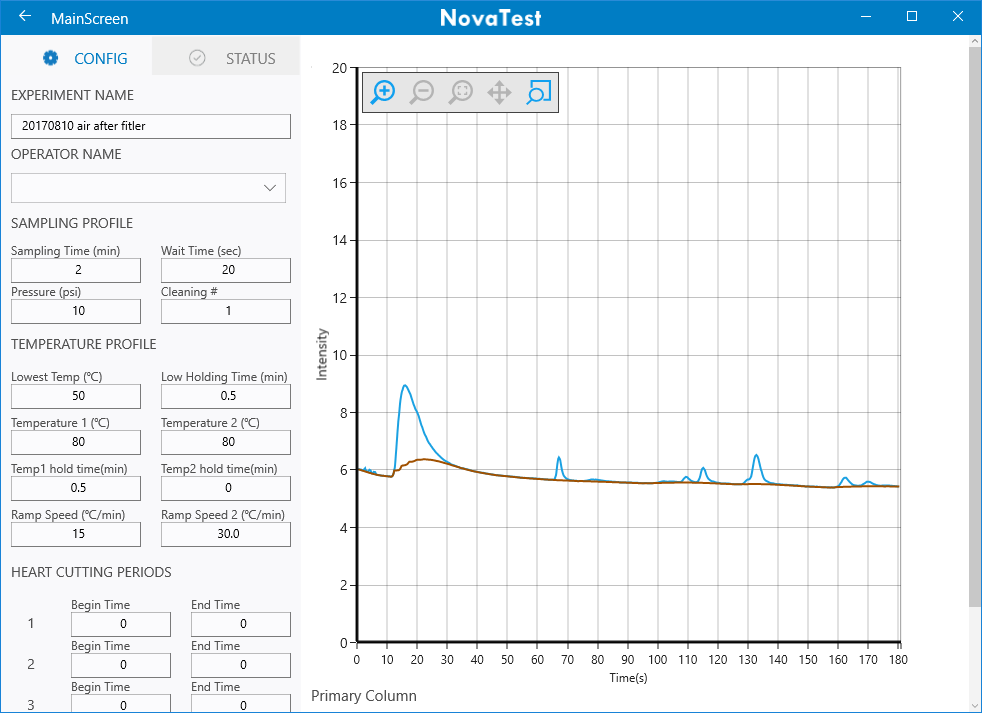 MainScreen
NovaTest
CONFIG
STATUS
EXPERIMENT NAME
20170810 air after fitler
OPERATOR NAME
SAMPLING PROFILE
Sampling Time (min) Wait Time (sec)
2 20
Pressure (psi) Cleaning #
10 1
TEMPERATURE PROFILE
Lowest Temp (℃) Low Holding Time (min)
50 0.5
Temperature 1 (℃) Temperature 2 (℃)
80 80
Temp1 hold time(min) Temp2 hold time(min)
0.5 0
Ramp Speed (℃/min) Ramp Speed 2 (℃/min)
15 30.0
HEART CUTTING PERIODS
Begin Time End Time
1 0 0
Begin Time End Time
2 0 0
Begin Time End Time
3 0 0
20
18
16
14
12
10
8
6
4
2
0
Intensity
0 10 20 30 40 50 60 70 80 90 100 110 120 130 140 150 160 170 180
Time(s)
Primary Column